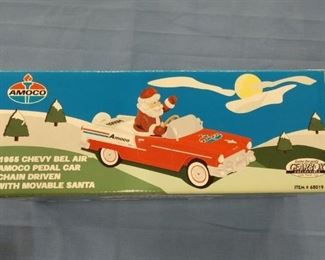 AMOCO
Amoco
1955 CHEVY BEL AIR
AMOCO PEDAL CAR
CHAIN DRIVEN
WITH MOVABLE SANTA
ITEM # 68019